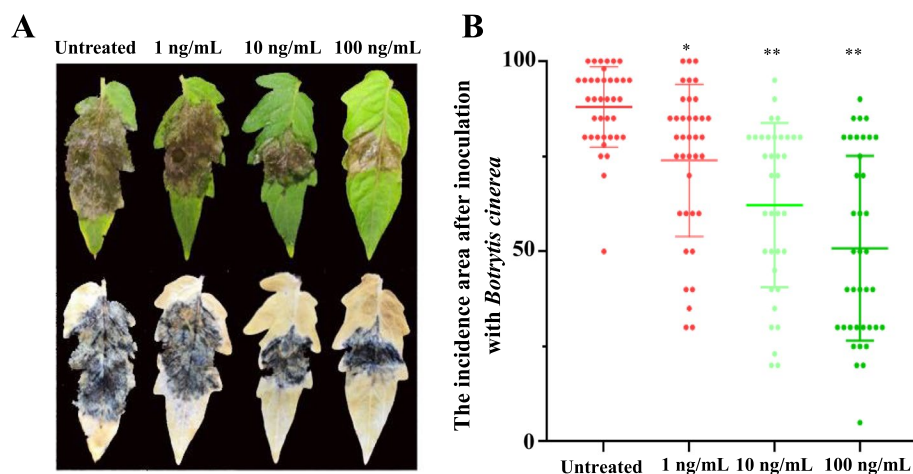 A
Untreated 1 ng/mL 10 ng/mL 100 ng/mL
B
The incidence area after inoculation
with Botrytis cinerea
100
50
0
* ** **
Untreated 1 ng/mL 10 ng/mL 100 ng/mL